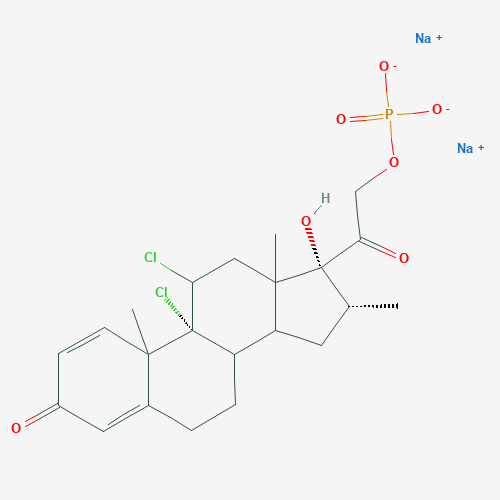 Na +
O -
O P O -
Na +
O
H
O
Cl O
Cl
O